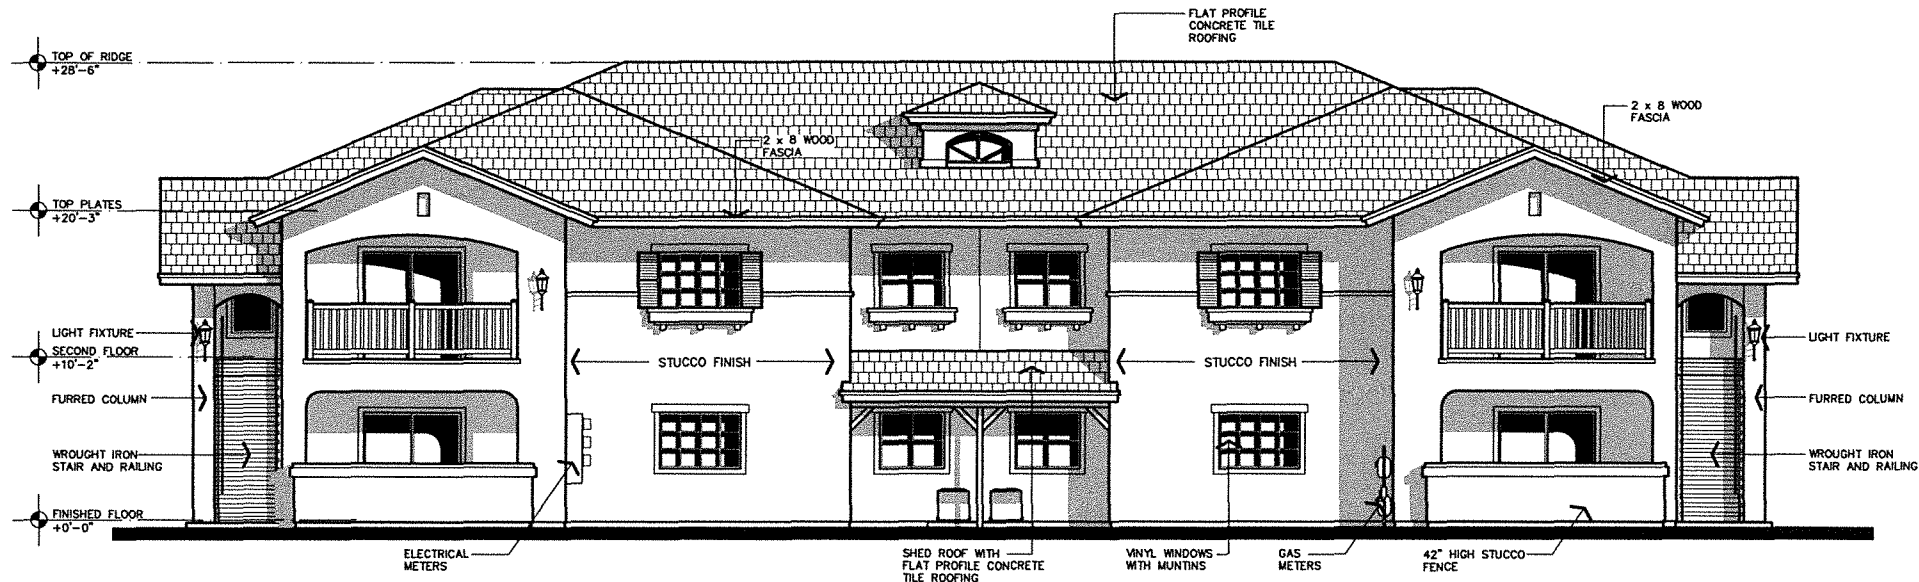 FLAT PROFILE
CONCRETE TILE
ROOFING
TOP OF RIDGE
+28'-6"
2 x 8 WOOD
FASCIA
2 x 8 WOOD
FASCIA
TOP PLATES
+20'-3"
LIGHT FIXTURE
SECOND FLOOR
+10'-2"
STUCCO FINISH
STUCCO FINISH
LIGHT FIXTURE
FURRED COLUMN
FURRED COLUMN
WROUGHT IRON
STAIR AND RAILING
WROUGHT IRON
STAIR AND RAILING
FINISHED FLOOR
+0'-0"
ELECTRICAL
METERS
SHED ROOF WITH
FLAT PROFILE CONCRETE
TILE ROOFING
VINYL WINDOWS
WITH MUNTINS
GAS
METERS
42" HIGH STUCCO
FENCE